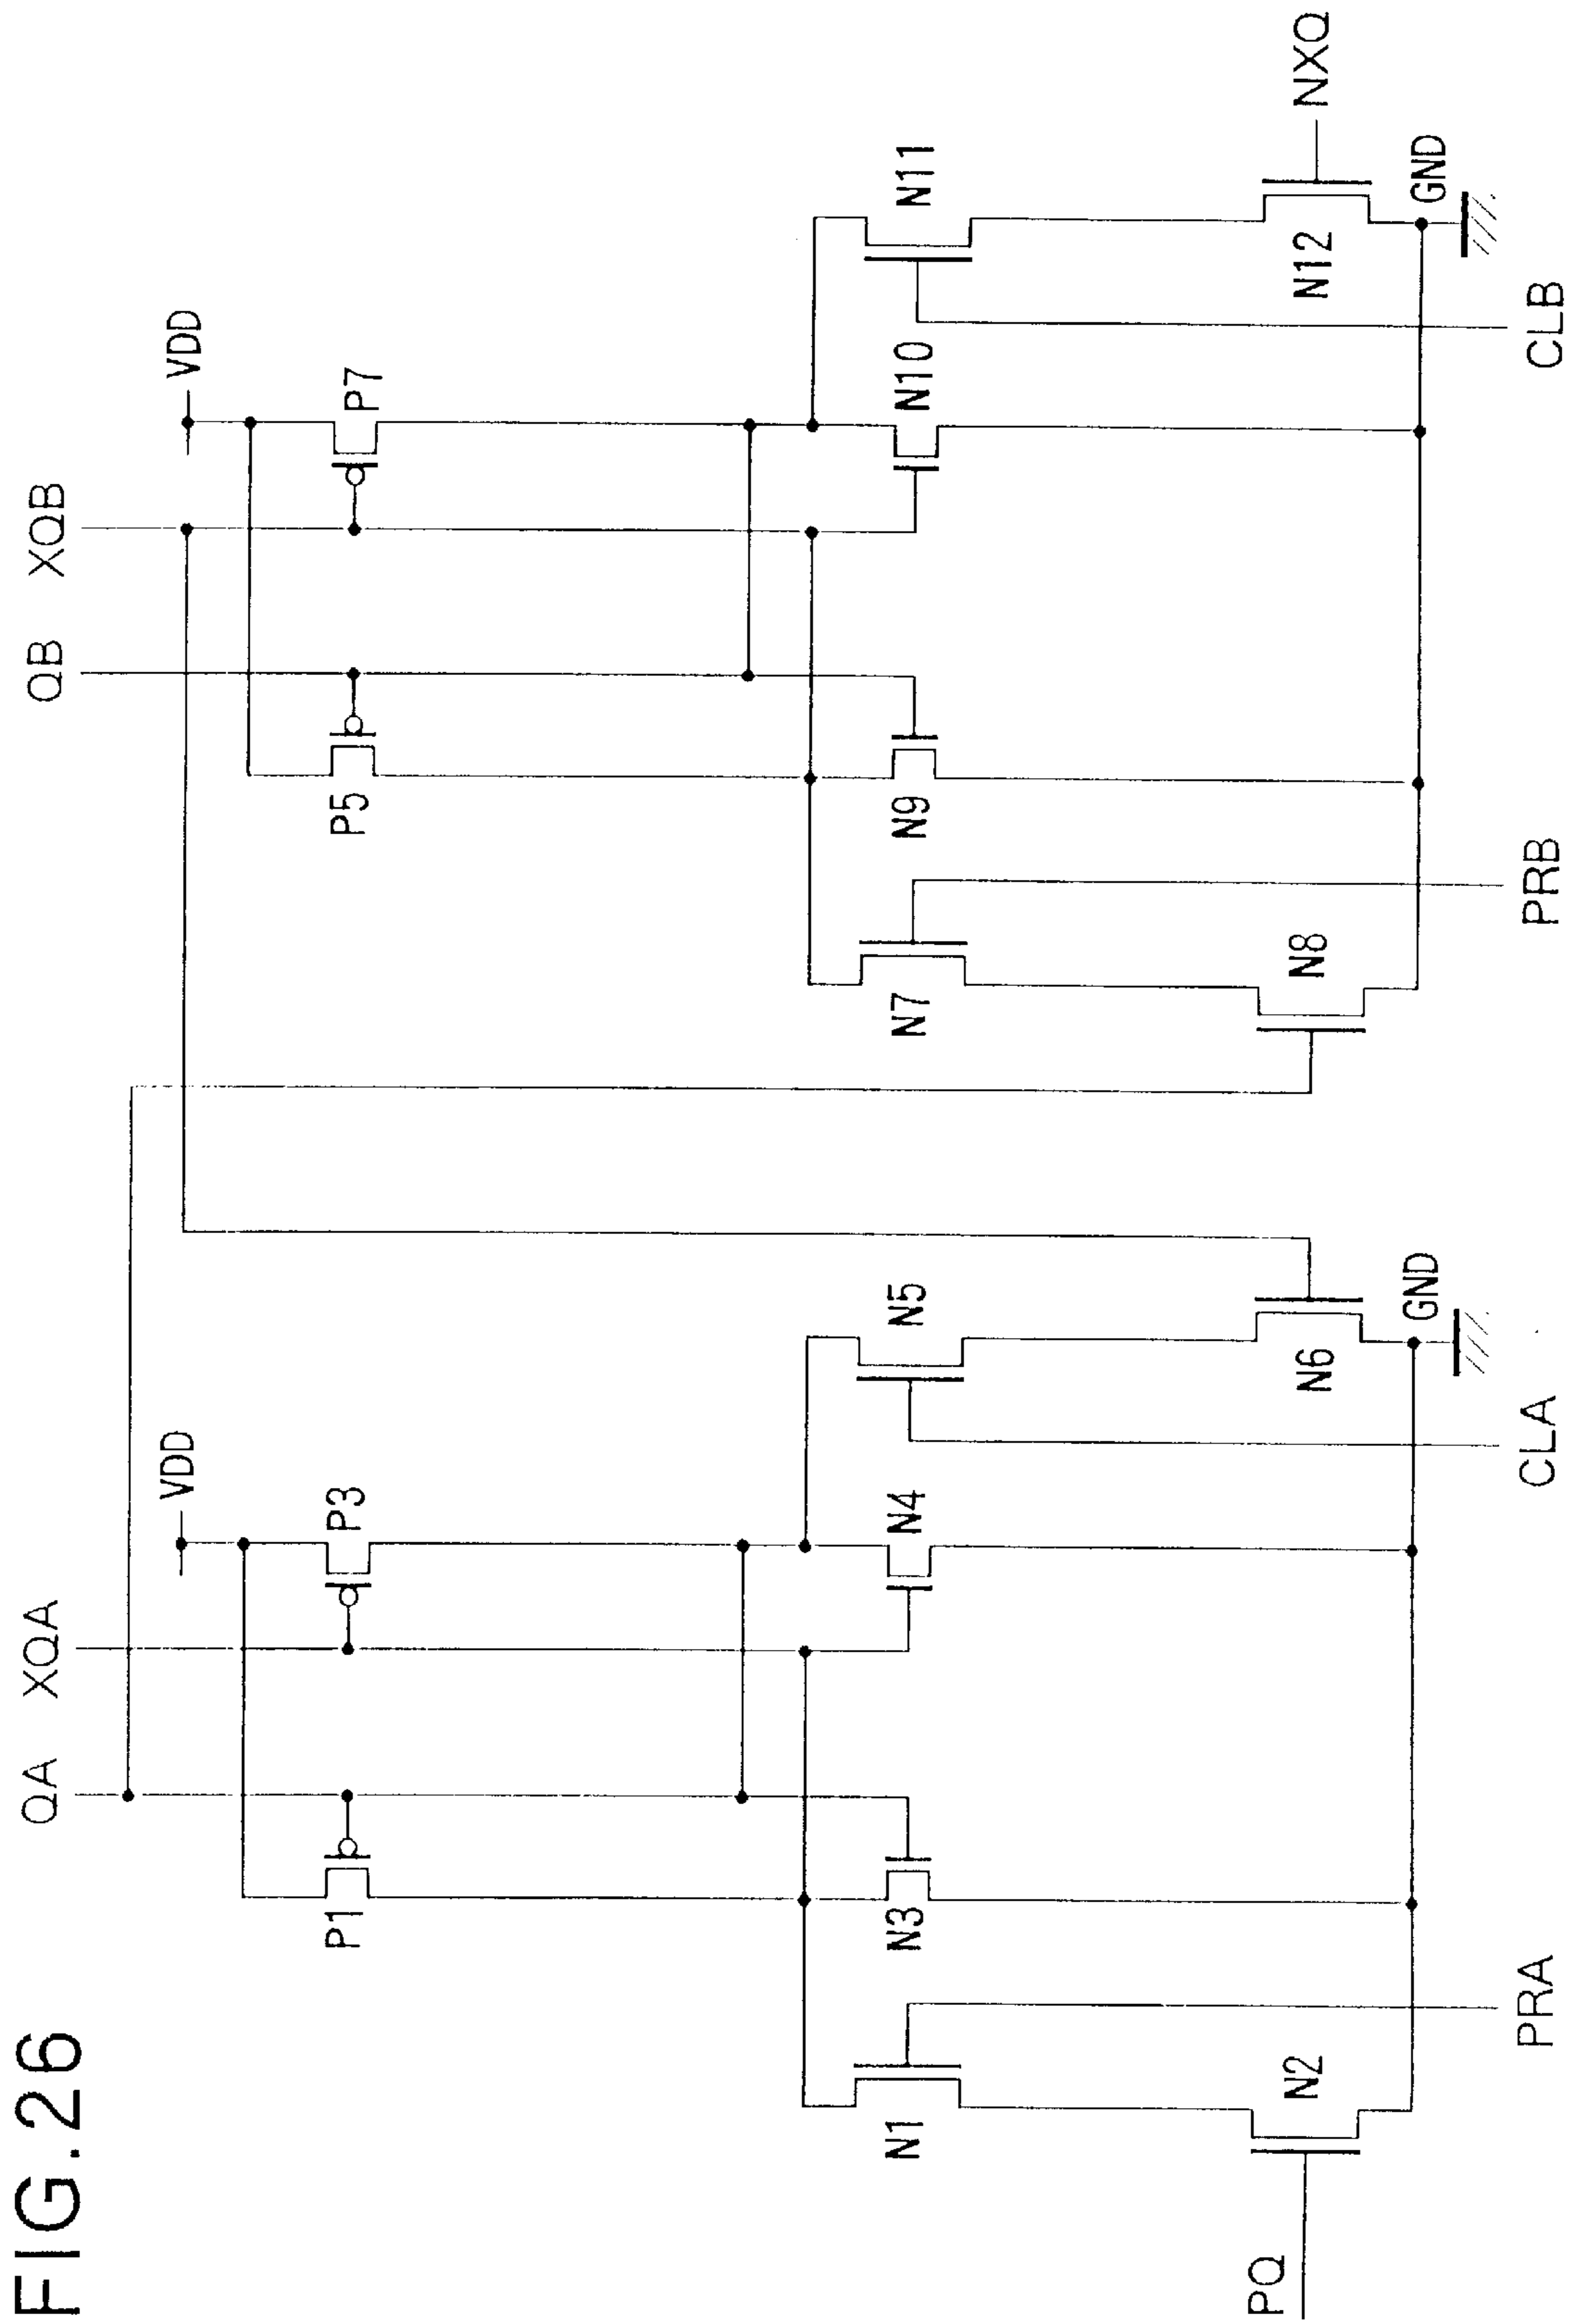 FIG.26
QA XQA
QB XQB
VDD
VDD
P1
P3
P5
P7
N1
N3
N4
N5
N7
N9
N10
N11
PQ
N2
N6
N8
N12
NXQ
GND
GND
PRA
CLA
PRB
CLB